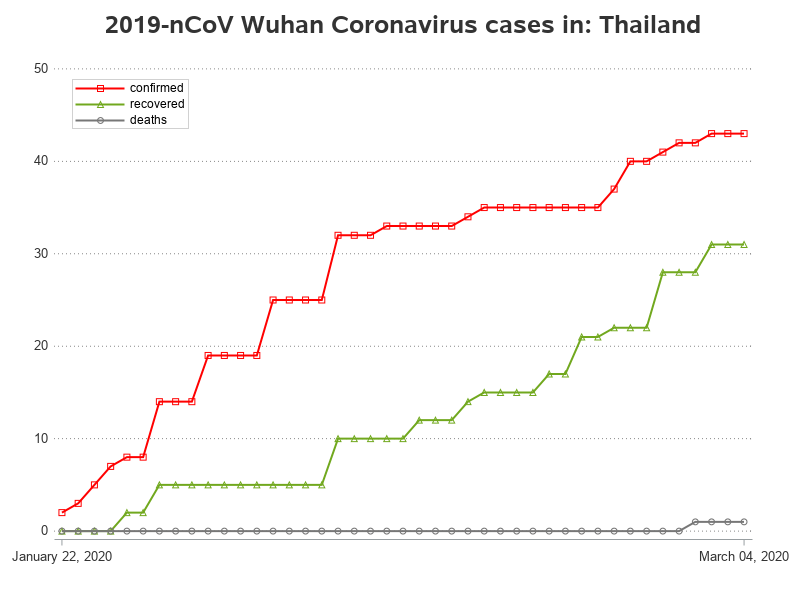 2019-nCoV Wuhan Coronavirus cases in: Thailand
50
confirmed
recovered
deaths
40
30
20
10
0
January 22, 2020
March 04, 2020